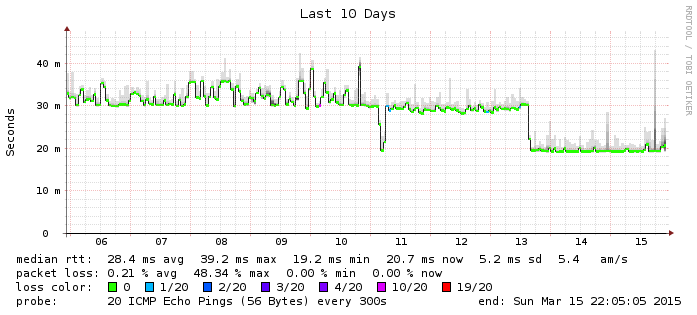 Last 10 Days
RRDTOOL / TOBI OETIKER
Seconds
40 m
30 m
20 m
10 m
0
06 07 08 09 10 11 12 13 14 15
median rtt: 28.4 ms avg 39.2 ms max 19.2 ms min 20.7 ms now 5.2 ms sd 5.4 am/s
packet loss: 0.21 % avg 48.34 % max 0.00 % min 0.00 % now
loss color: 0 1/20 2/20 3/20 4/20 10/20 19/20
probe: 20 ICMP Echo Pings (56 Bytes) every 300s end: Sun Mar 15 22:05:05 2015